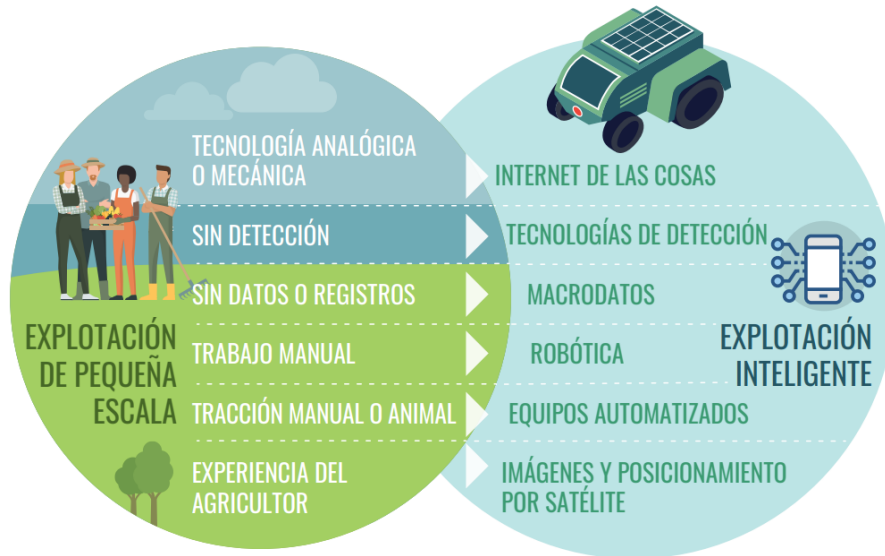 TECNOLOGÍA ANALÓGICA
O MECÁNICA
INTERNET DE LAS COSAS
SIN DETECCIÓN
TECNOLOGÍAS DE DETECCIÓN
SIN DATOS O REGISTROS
MACRODATOS
EXPLOTACIÓN
DE PEQUEÑA
ESCALA
TRABAJO MANUAL
ROBÓTICA
EXPLOTACIÓN
INTELIGENTE
TRACCIÓN MANUAL O ANIMAL
EQUIPOS AUTOMATIZADOS
EXPERIENCIA DEL
AGRICULTOR
IMÁGENES Y POSICIONAMIENTO
POR SATÉLITE